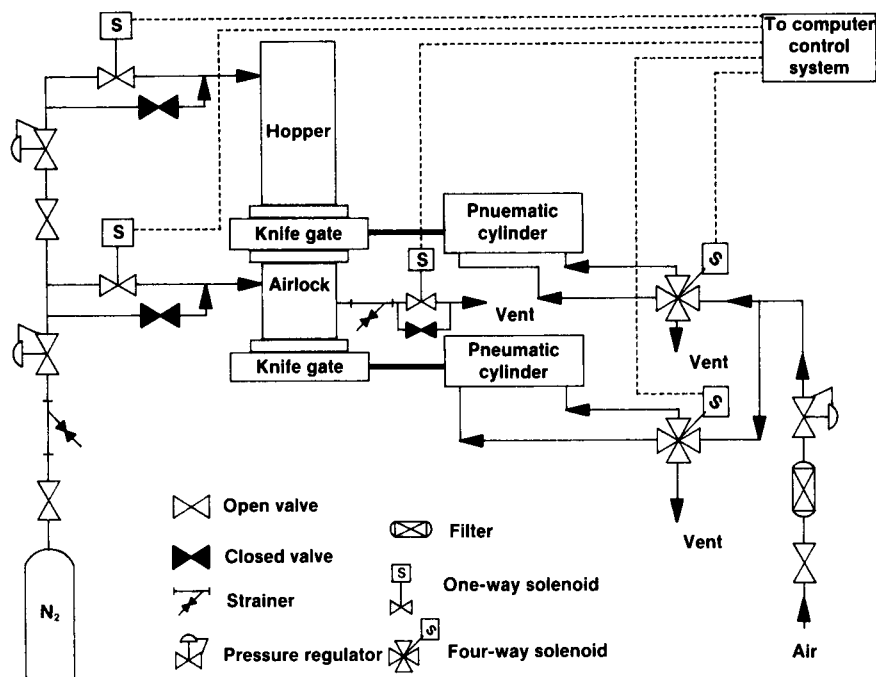 S
To computer
control
system
Hopper
Pnuematic
cylinder
S
Knife gate
S
S
Airlock
Vent
Vent
Pneumatic
cylinder
Knife gate
S
Vent
Open valve
Filter
Closed valve
S
One-way solenoid
Strainer
N₂
S
Pressure regulator
Four-way solenoid
Air